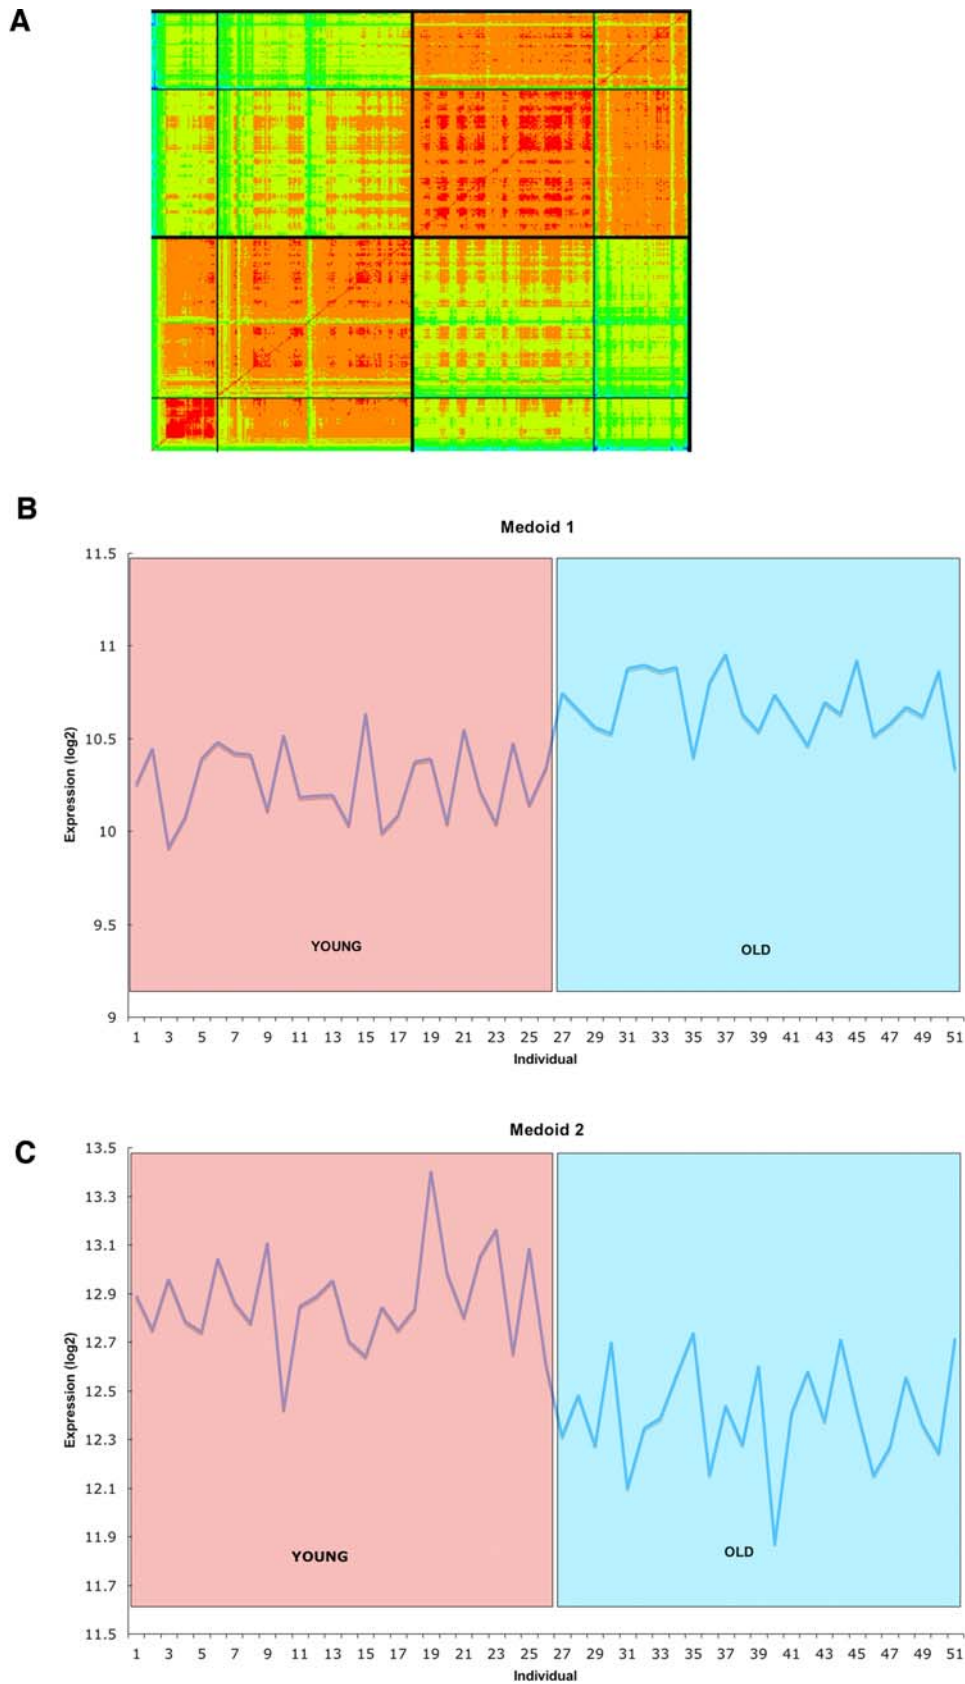 A
B
Medoid 1
11.5
11
10.5
10
9.5
9
Expression (log2)
YOUNG
OLD
1 3 5 7 9 11 13 15 17 19 21 23 25 27 29 31 33 35 37 39 41 43 45 47 49 51
Individual
C
Medoid 2
13.5
13.3
13.1
12.9
12.7
12.5
12.3
12.1
11.9
11.7
11.5
Expression (log2)
YOUNG
OLD
1 3 5 7 9 11 13 15 17 19 21 23 25 27 29 31 33 35 37 39 41 43 45 47 49 51
Individual